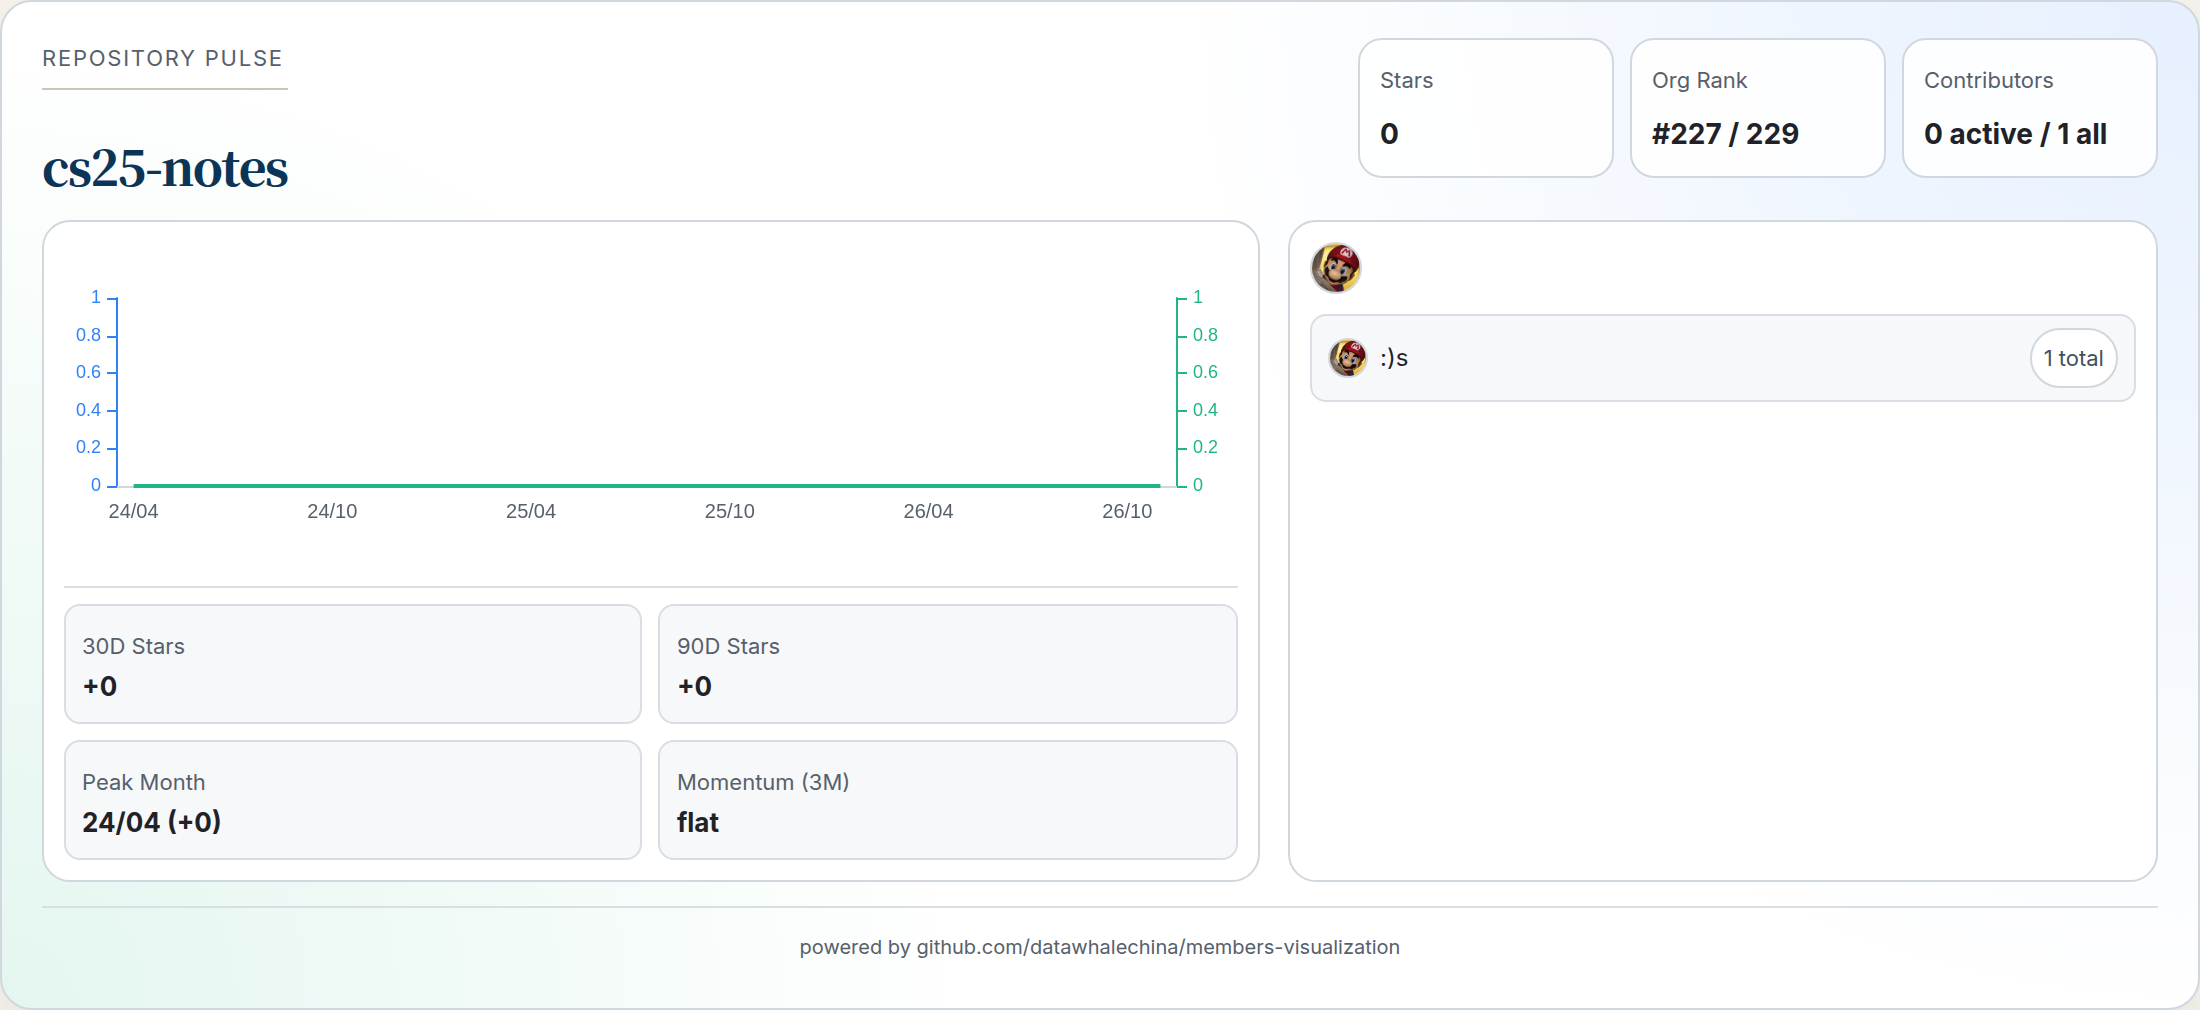 REPOSITORY PULSE
cs25-notes
Stars
0
Org Rank
#227 / 229
Contributors
0 active / 1 all
1
0.8
0.6
0.4
0.2
0
1
0.8
0.6
0.4
0.2
0
24/04
24/10
25/04
25/10
26/04
26/10
30D Stars
+0
90D Stars
+0
Peak Month
24/04 (+0)
Momentum (3M)
flat
:)s
1 total
powered by github.com/datawhalechina/members-visualization